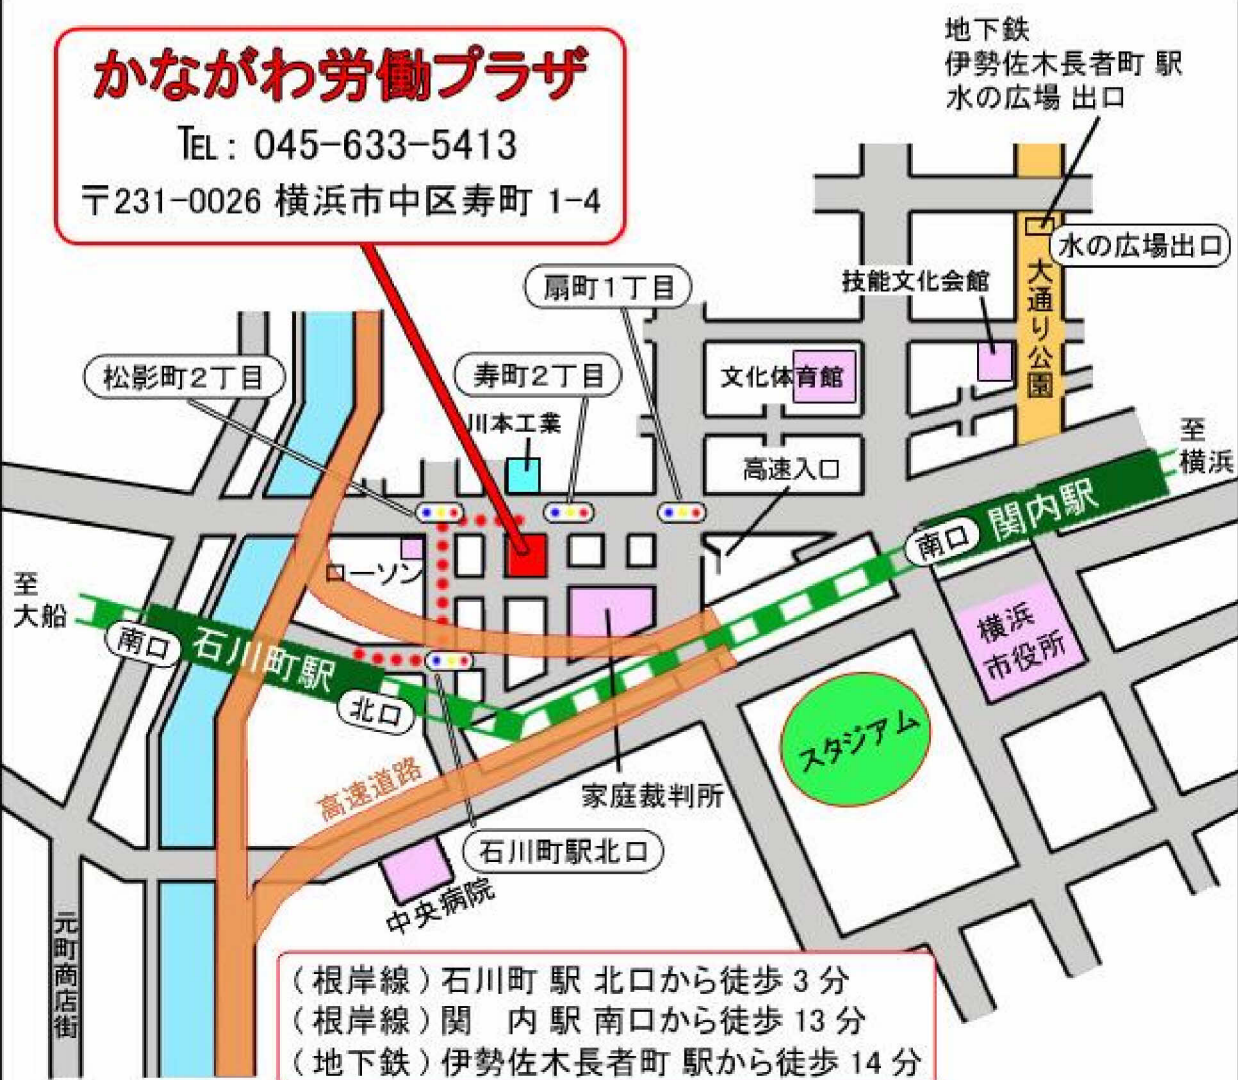 かながわ労働プラザ
TEL: 045-633-5413
〒231-0026 横浜市中区寿町 1-4
地下鉄
伊勢佐木長者町 駅
水の広場 出口
水の広場出口
大通り公園
技能文化会館
扇町1丁目
松影町2丁目
寿町2丁目
川本工業
文化体育館
高速入口
至
横浜
関内駅
南口
ローソン
至
大船
南口
石川町駅
北口
横浜
市役所
スタジアム
高速道路
家庭裁判所
石川町駅北口
中央病院
元町商店街
(根岸線) 石川町 駅 北口から徒歩 3 分
(根岸線) 関 内 駅 南口から徒歩 13 分
(地下鉄) 伊勢佐木長者町 駅から徒歩 14 分